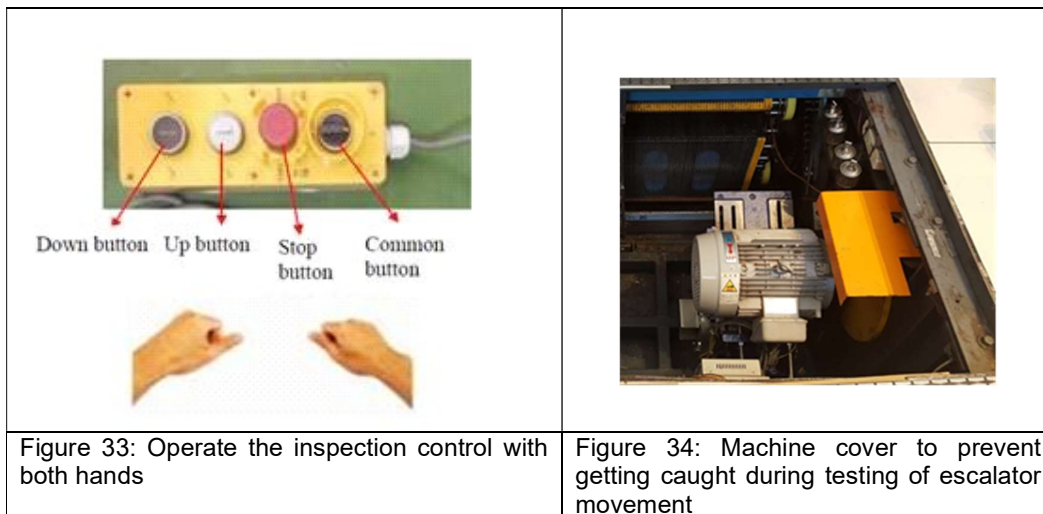 Down button Up button Stop button Common button
Figure 33: Operate the inspection control with
both hands
Figure 34: Machine cover to prevent
getting caught during testing of escalator
movement